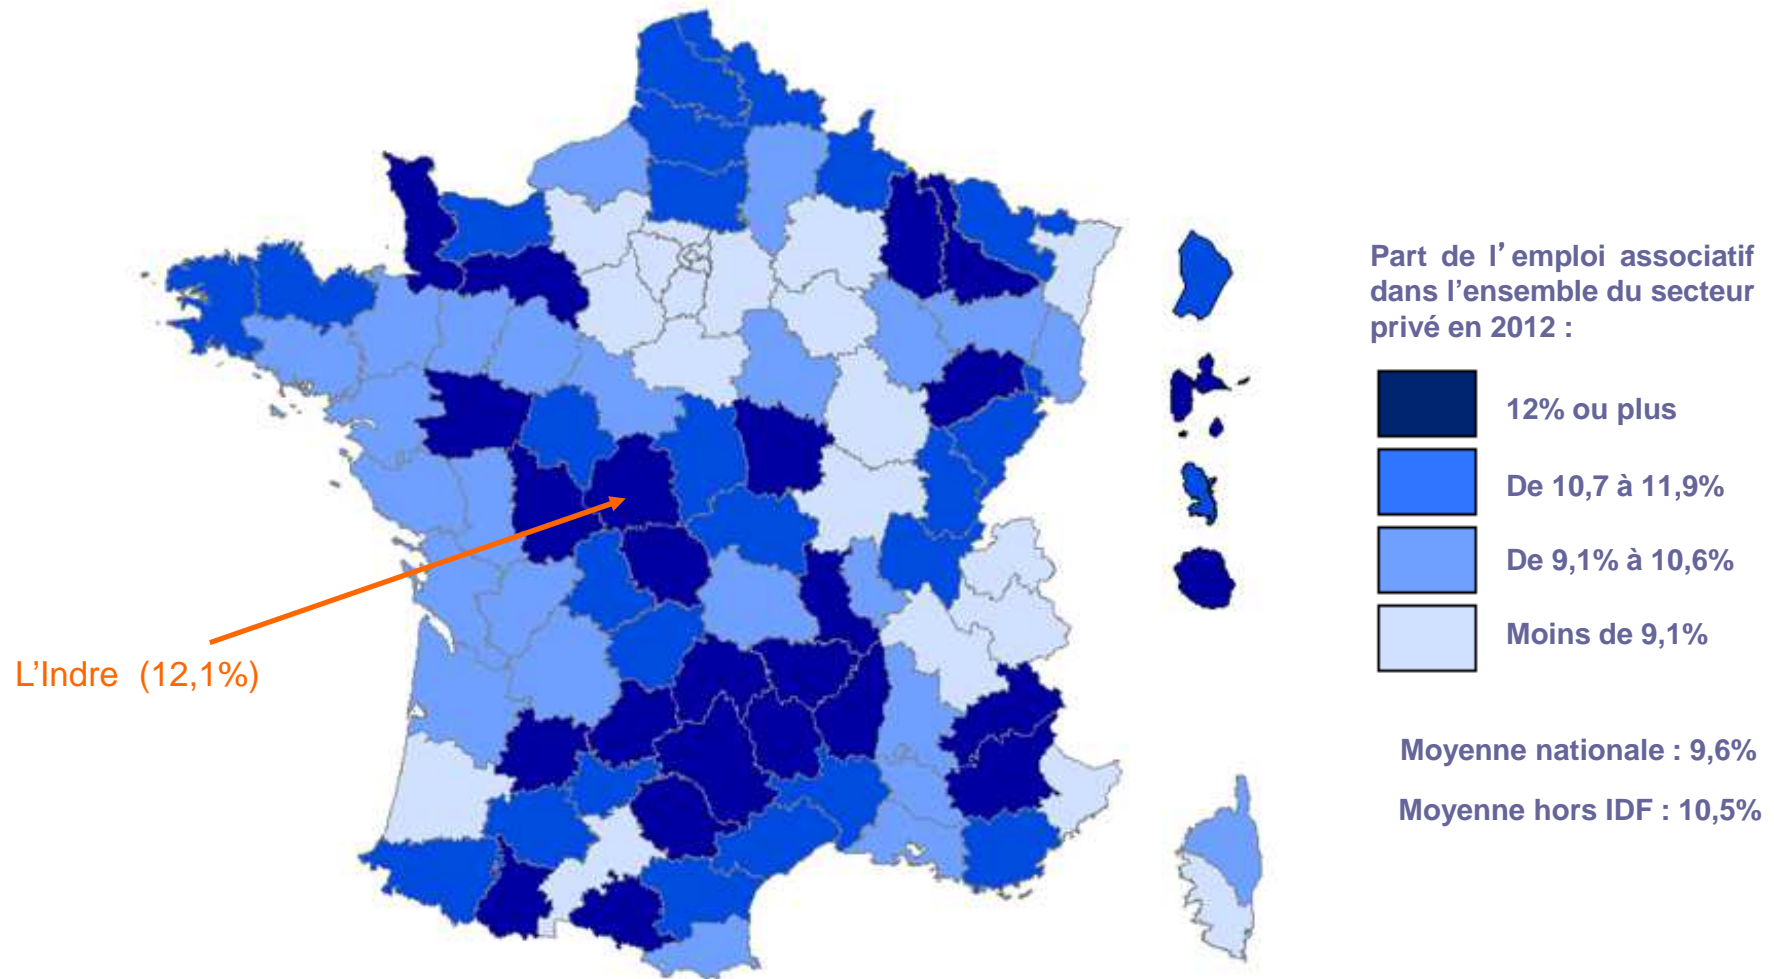 Part de l’emploi associatif
dans l'ensemble du secteur
privé en 2012 :
12% ou plus
De 10,7 à 11,9%
De 9,1% à 10,6%
Moins de 9,1%
L’Indre (12,1%)
Moyenne nationale : 9,6%
Moyenne hors IDF : 10,5%